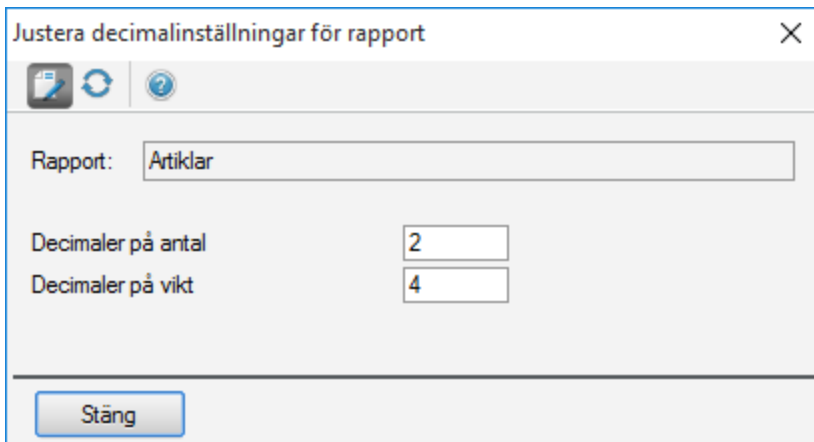 Justera decimalinställningar för rapport
Rapport: Artiklar
Decimaler på antal 2
Decimaler på vikt 4
Stäng